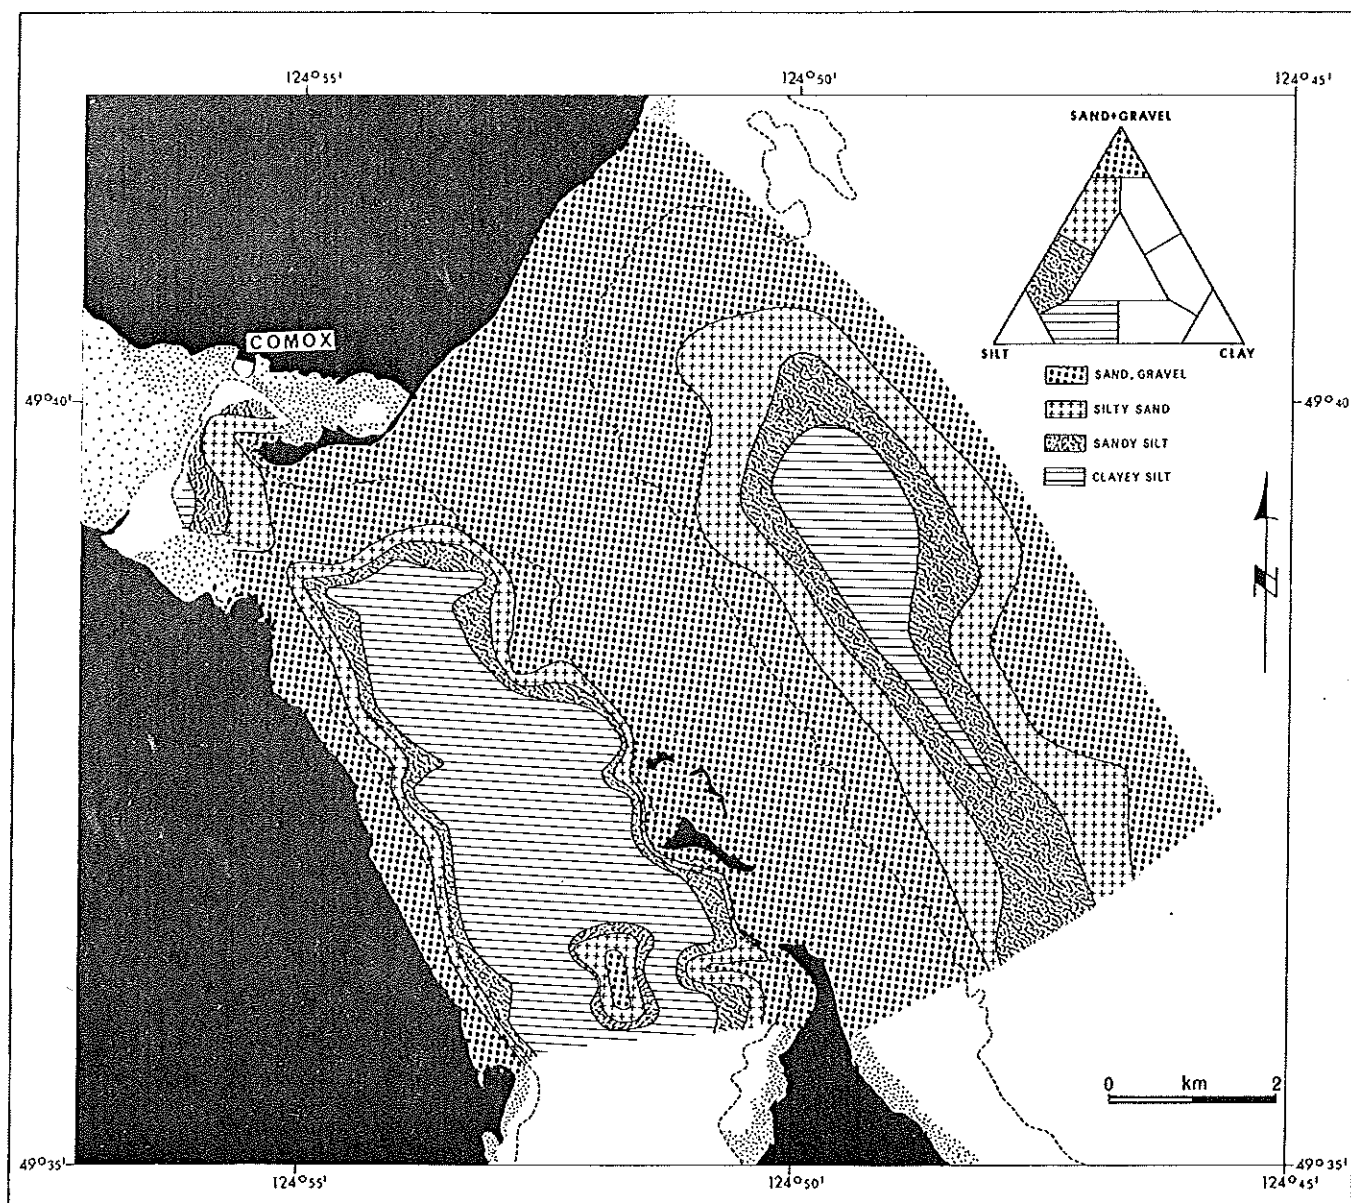 124°55' 124°50' 124°45'
SAND+GRAVEL
SILT CLAY
SAND, GRAVEL
SILTY SAND
SANDY SILT
CLAYEY SILT
COMOX
49°40' 49°40'
N
0 km 2
49°35' 49°35'
124°55' 124°50' 124°45'